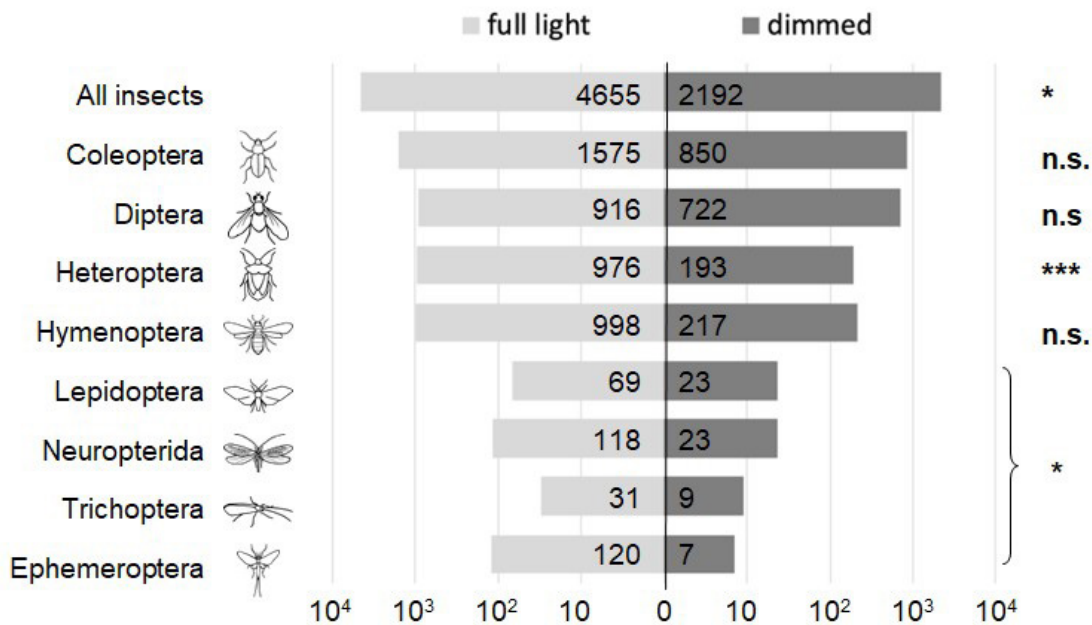 full light dimmed
All insects 4655 2192 *
Coleoptera 1575 850 n.s.
Diptera 916 722 n.s
Heteroptera 976 193 ***
Hymenoptera 998 217 n.s.
Lepidoptera 69 23
Neuropterida 118 23
*
Trichoptera 31 9
Ephemeroptera 120 7
10⁴ 10³ 10² 10 0 10 10² 10³ 10⁴